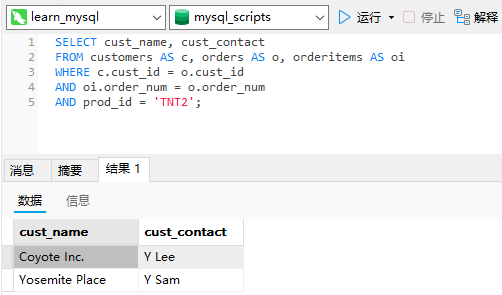 learn_mysql mysql_scripts 运行 停止 解释
1 SELECT cust_name, cust_contact
2 FROM customers AS c, orders AS o, orderitems AS oi
3 WHERE c.cust_id = o.cust_id
4 AND oi.order_num = o.order_num
5 AND prod_id = 'TNT2';
消息 摘要 结果 1
数据 信息
cust_name cust_contact
Coyote Inc. Y Lee
Yosemite Place Y Sam